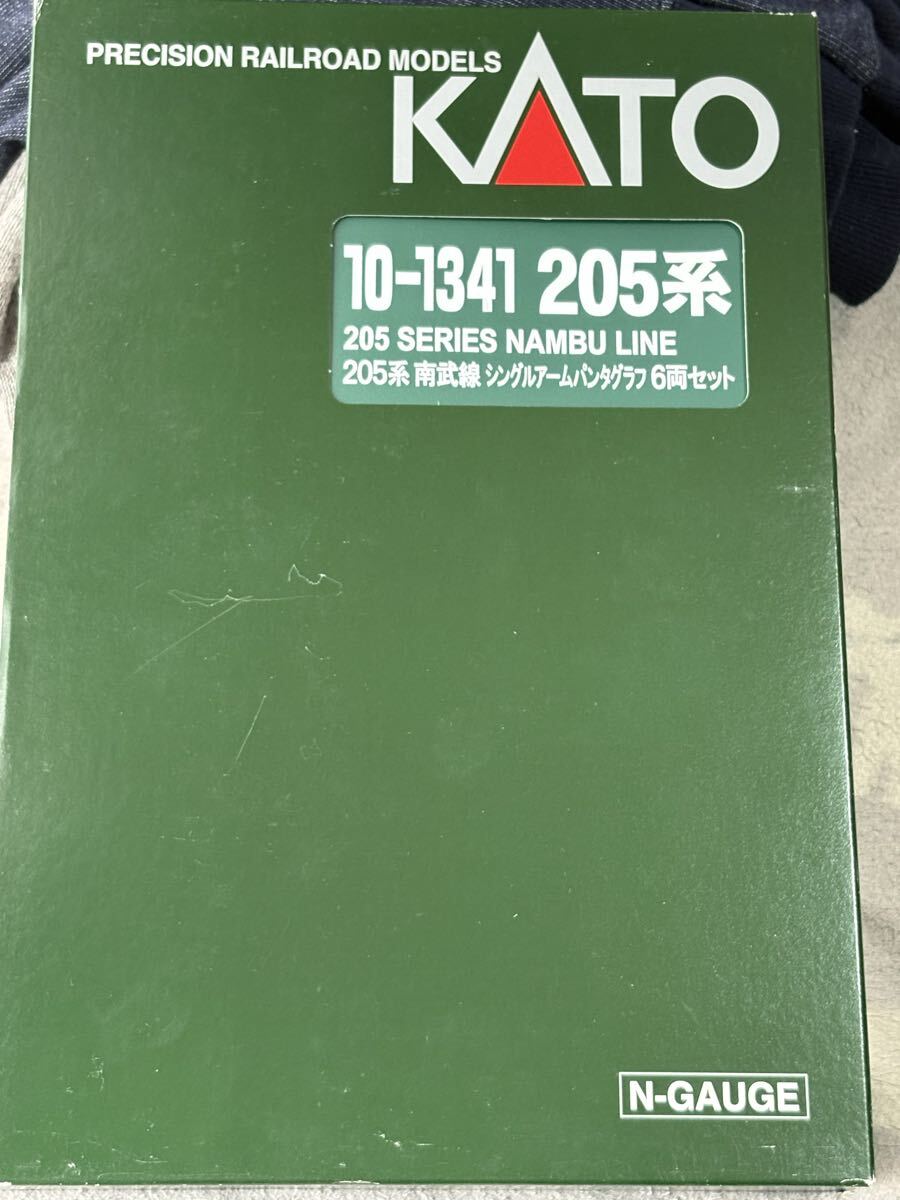 PRECISION RAILROAD MODELS
KATO
10-1341 205系
205 SERIES NAMBU LINE
205系 南武線 シングルアームパンタグラフ 6両セット
N-GAUGE